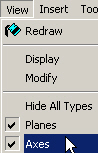 View Insert Too
Redraw
Display
Modify
Hide All Types
Planes
Axes